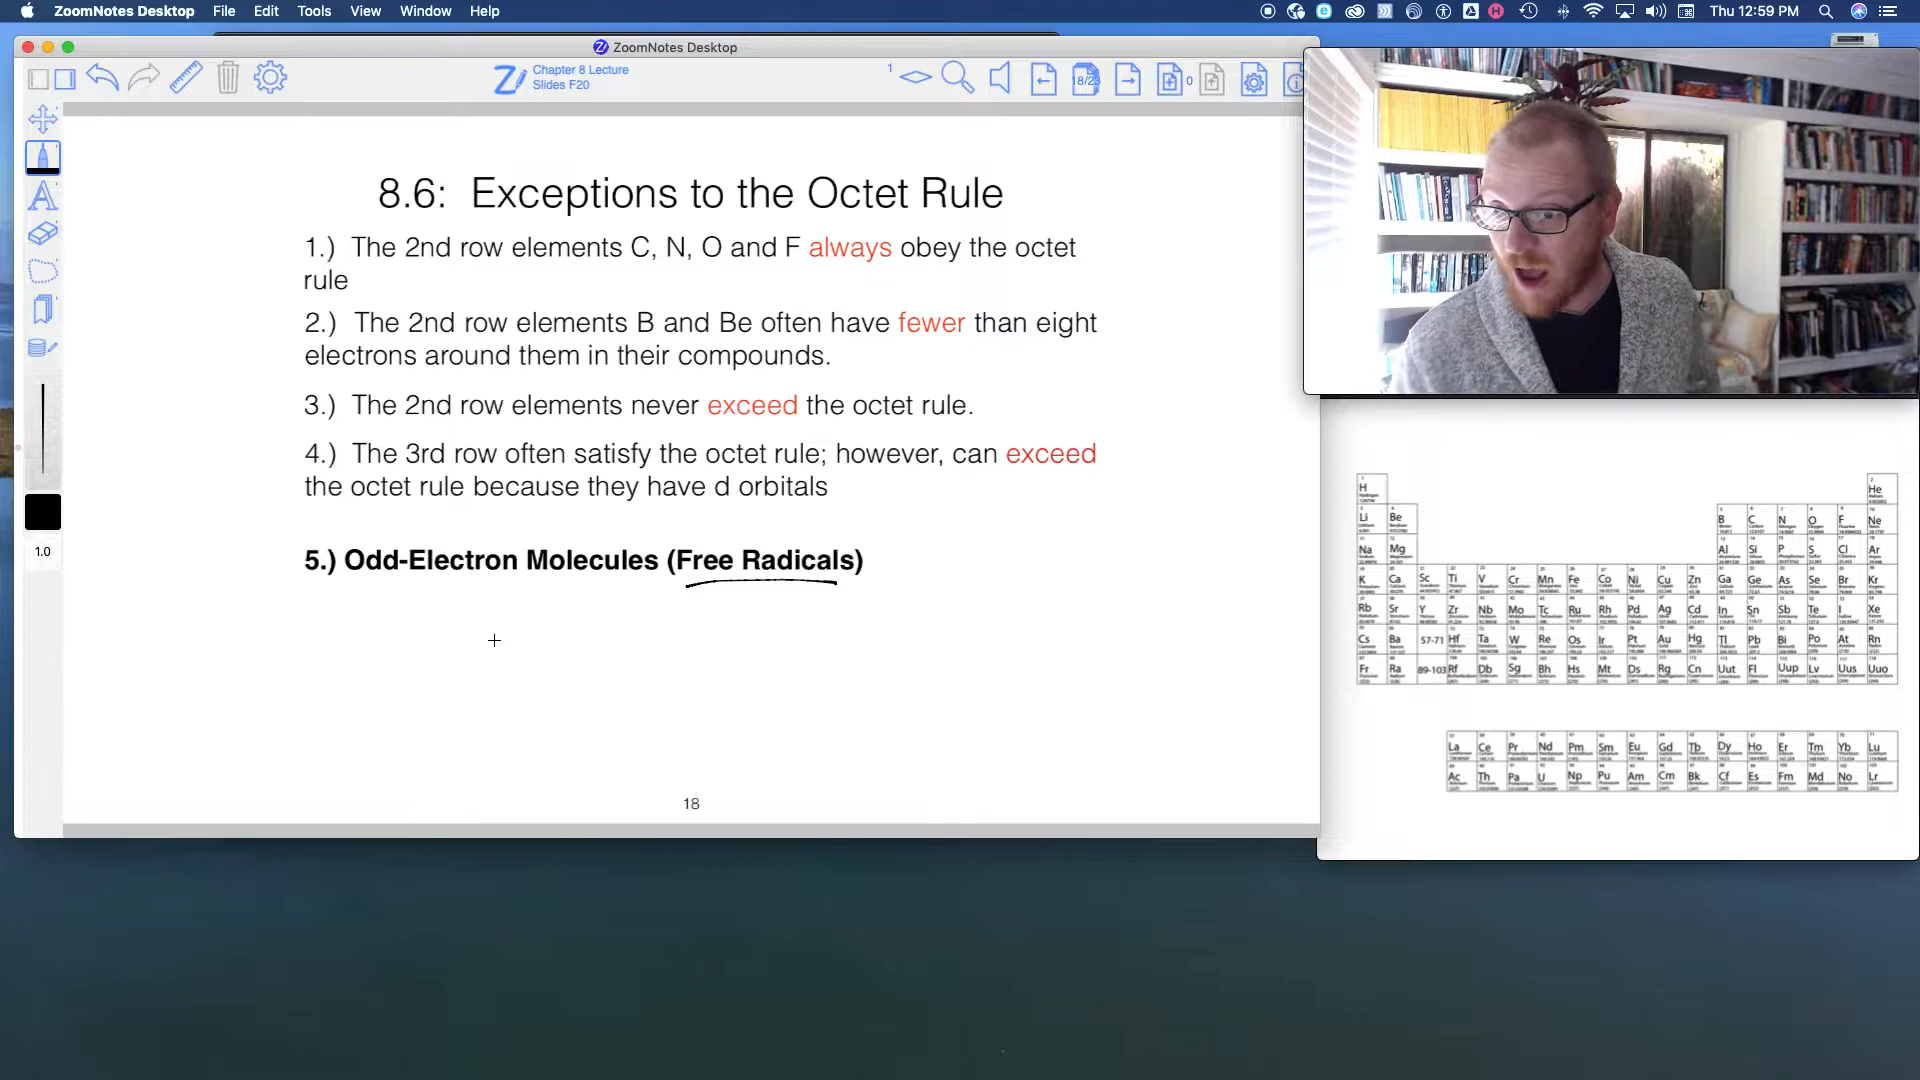 ZoomNotes Desktop File Edit Tools View Window Help
Thu 12:59 PM
ZoomNotes Desktop
Chapter 8 Lecture
Slides F20
1
18/23
0
8.6: Exceptions to the Octet Rule
1.) The 2nd row elements C, N, O and F always obey the octet
rule
2.) The 2nd row elements B and Be often have fewer than eight
electrons around them in their compounds.
3.) The 2nd row elements never exceed the octet rule.
4.) The 3rd row often satisfy the octet rule; however, can exceed
the octet rule because they have d orbitals
5.) Odd-Electron Molecules (Free Radicals)
1.0
18
H He
Li Be B C N O F Ne
Na Mg Al Si P S Cl Ar
K Ca Sc Ti V Cr Mn Fe Co Ni Cu Zn Ga Ge As Se Br Kr
Rb Sr Y Zr Nb Mo Tc Ru Rh Pd Ag Cd In Sn Sb Te I Xe
Cs Ba 57-71 Hf Ta W Re Os Ir Pt Au Hg Tl Pb Bi Po At Rn
Fr Ra 89-103 Rf Db Sg Bh Hs Mt Ds Rg Cn Uut Fl Uup Lv Uus Uuo
La Ce Pr Nd Pm Sm Eu Gd Tb Dy Ho Er Tm Yb Lu
Ac Th Pa U Np Pu Am Cm Bk Cf Es Fm Md No Lr